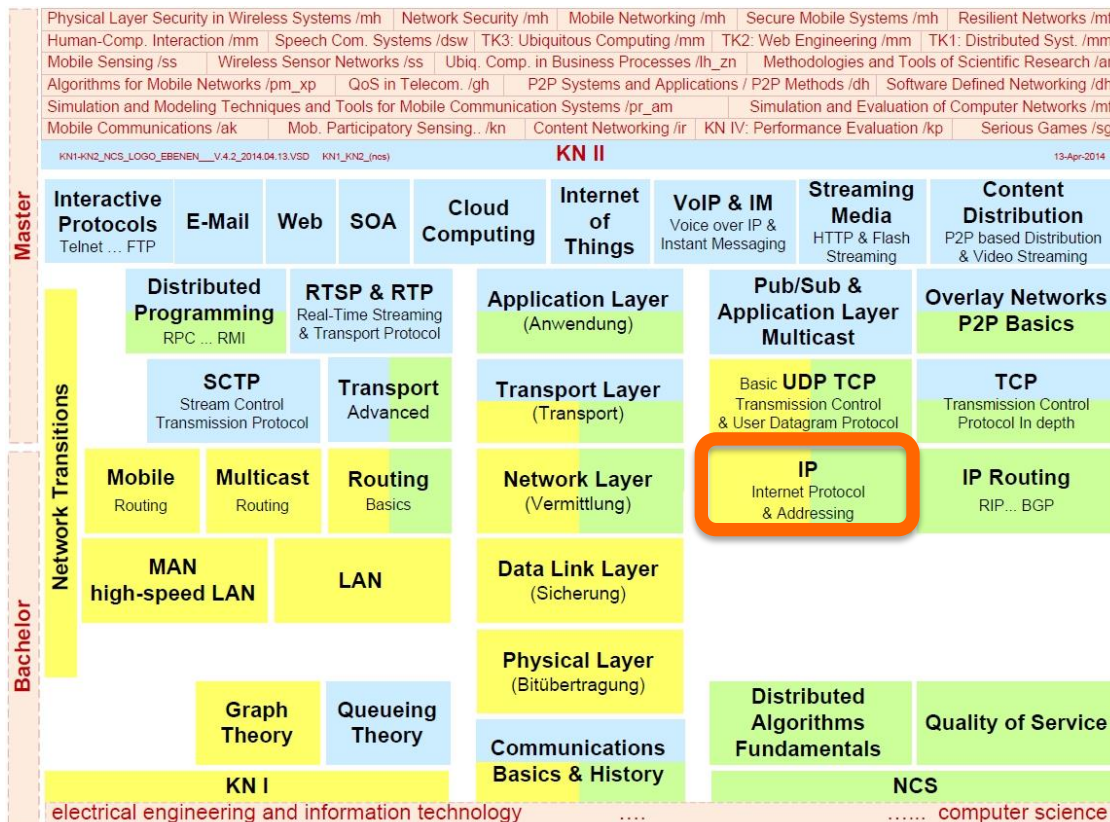 Physical Layer Security in Wireless Systems /mh | Network Security /mh | Mobile Networking /mh | Secure Mobile Systems /mh | Resilient Networks
Human-Comp. Interaction /mm | Speech Com. Systems /dsw | TK3: Ubiquitous Computing /mm | TK2: Web Engineering /mm | TK1: Distributed Syst. /mm
Mobile Sensing /ss | Wireless Sensor Networks /ss | Ubiq. Comp. in Business Processes /lh_zn | Methodologies and Tools of Scientific Research
Algorithms for Mobile Networks /pm_xp | QoS in Telecom. /gh | P2P Systems and Applications / P2P Methods /dh | Software Defined Networking /dh
Simulation and Modeling Techniques and Tools for Mobile Communication Systems /pr_am | Simulation and Evaluation of Computer Networks
Mobile Communications /ak | Mob. Participatory Sensing.. /kn | Content Networking /ir | KN IV: Performance Evaluation /kp | Serious Games /sg
KN1-KN2_NCS_LOGO_EBENEN___V.4.2_2014.04.13.VSD KN1_KN2_(ncs)
KN II
13-Apr-2014
Master
Bachelor
Interactive
Protocols
Telnet ... FTP
E-Mail
Web
SOA
Cloud
Computing
Internet
of
Things
VoIP & IM
Voice over IP &
Instant Messaging
Streaming
Media
HTTP & Flash
Streaming
Content
Distribution
P2P based Distribution
& Video Streaming
Network Transitions
Distributed
Programming
RPC ... RMI
RTSP & RTP
Real-Time Streaming
& Transport Protocol
Application Layer
(Anwendung)
Pub/Sub &
Application Layer
Multicast
Overlay Networks
P2P Basics
SCTP
Stream Control
Transmission Protocol
Transport
Advanced
Transport Layer
(Transport)
Basic UDP TCP
Transmission Control
& User Datagram Protocol
TCP
Transmission Control
Protocol In depth
Mobile
Routing
Multicast
Routing
Routing
Basics
Network Layer
(Vermittlung)
IP
Internet Protocol
& Addressing
IP Routing
RIP... BGP
MAN
high-speed LAN
LAN
Data Link Layer
(Sicherung)
Physical Layer
(Bitübertragung)
Graph
Theory
Queueing
Theory
Communications
Basics & History
Distributed
Algorithms
Fundamentals
Quality of Service
KN I
NCS
electrical engineering and information technology .... ...... computer science